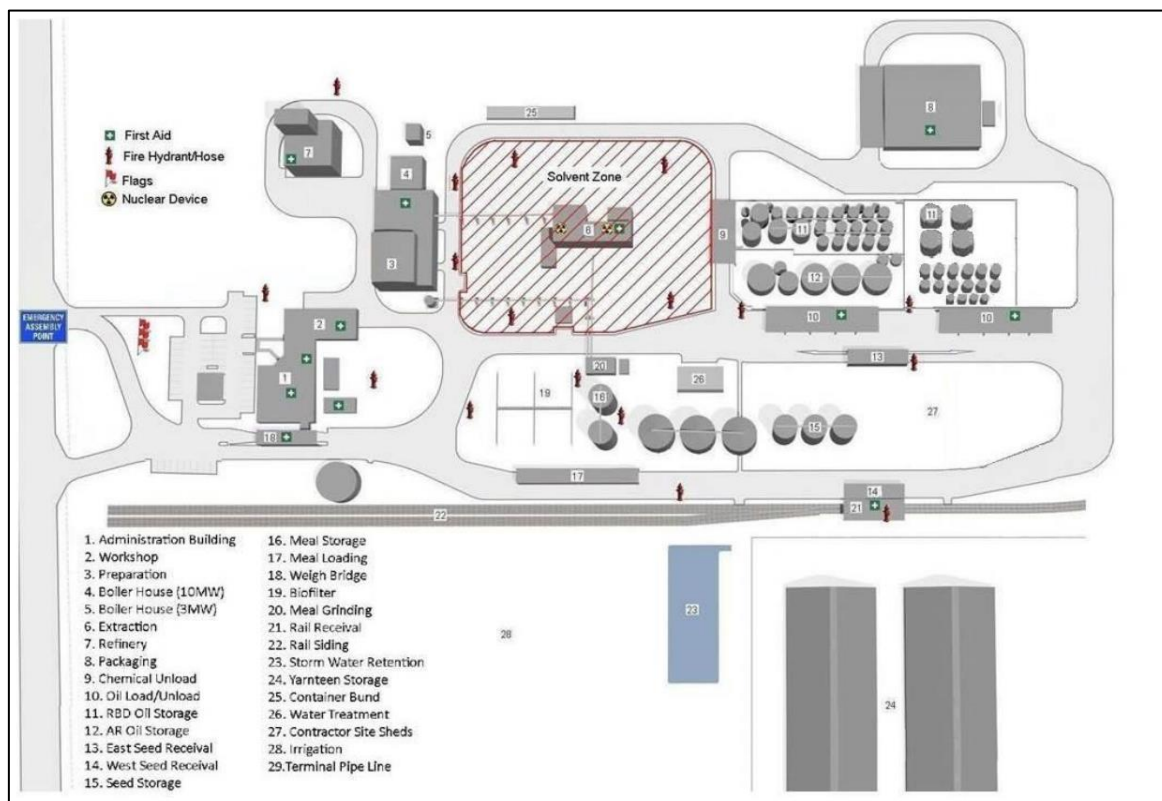 25
8
First Aid
Fire Hydrant/Hose
Flags
Nuclear Device
7
5
4
Solvent Zone
6
9
11
11
3
12
EMERGENCY
ASSEMBLY
POINT
2
10
10
13
1
20
26
19
16
27
15
18
17
14
21
22
1. Administration Building
2. Workshop
3. Preparation
4. Boiler House (10MW)
5. Boiler House (3MW)
6. Extraction
7. Refinery
8. Packaging
9. Chemical Unload
10. Oil Load/Unload
11. RBD Oil Storage
12. AR Oil Storage
13. East Seed Receival
14. West Seed Receival
15. Seed Storage
16. Meal Storage
17. Meal Loading
18. Weigh Bridge
19. Biofilter
20. Meal Grinding
21. Rail Receival
22. Rail Siding
23. Storm Water Retention
24. Yarnteen Storage
25. Container Bund
26. Water Treatment
27. Contractor Site Sheds
28. Irrigation
29.Terminal Pipe Line
28
23
24